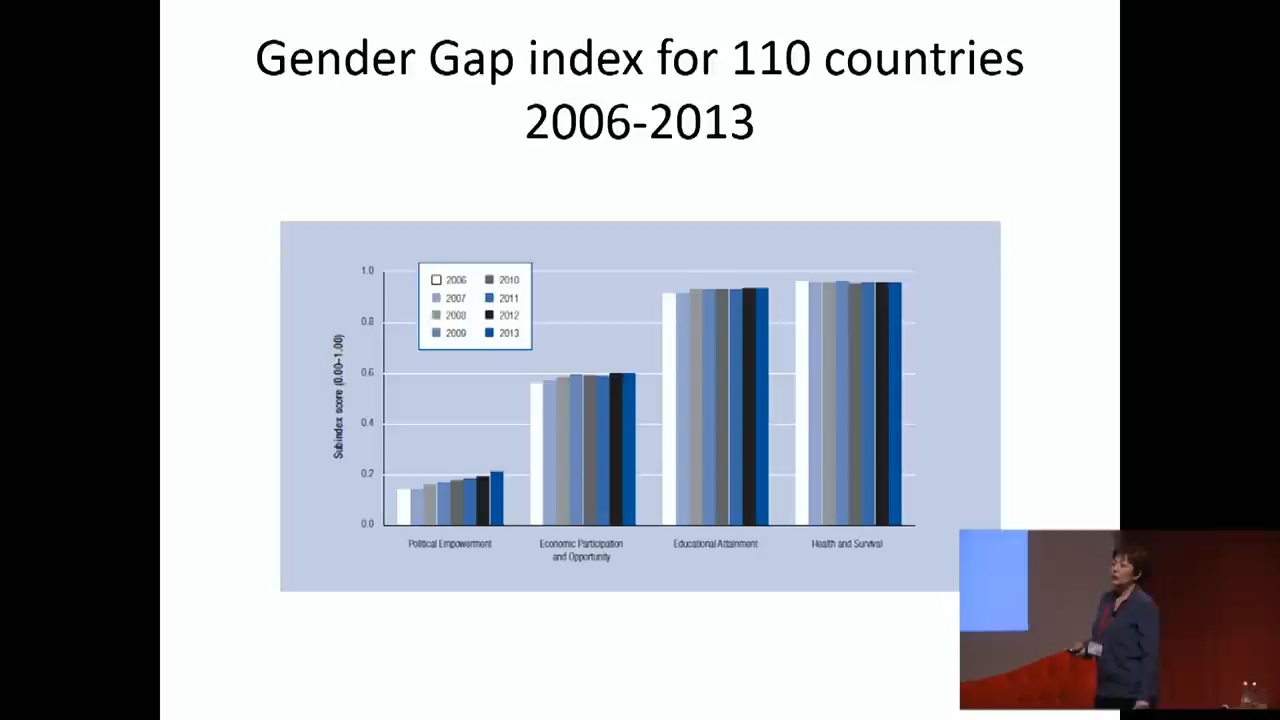 Gender Gap index for 110 countries
2006-2013
1.0
0.8
0.6
0.4
0.2
0.0
Subindex score (0.00–1.00)
2006 2010
2007 2011
2008 2012
2009 2013
Political Empowerment
Economic Participation
and Opportunity
Educational Attainment
Health and Survival